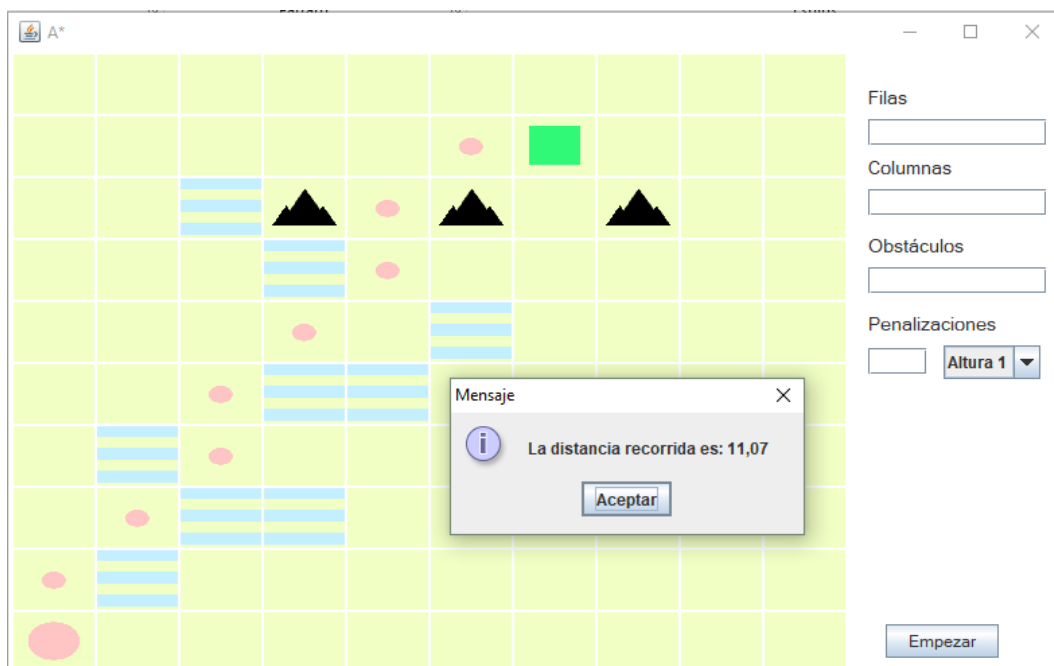 A*
Filas
Columnas
Obstáculos
Penalizaciones
Altura 1
Mensaje
La distancia recorrida es: 11,07
Aceptar
Empezar